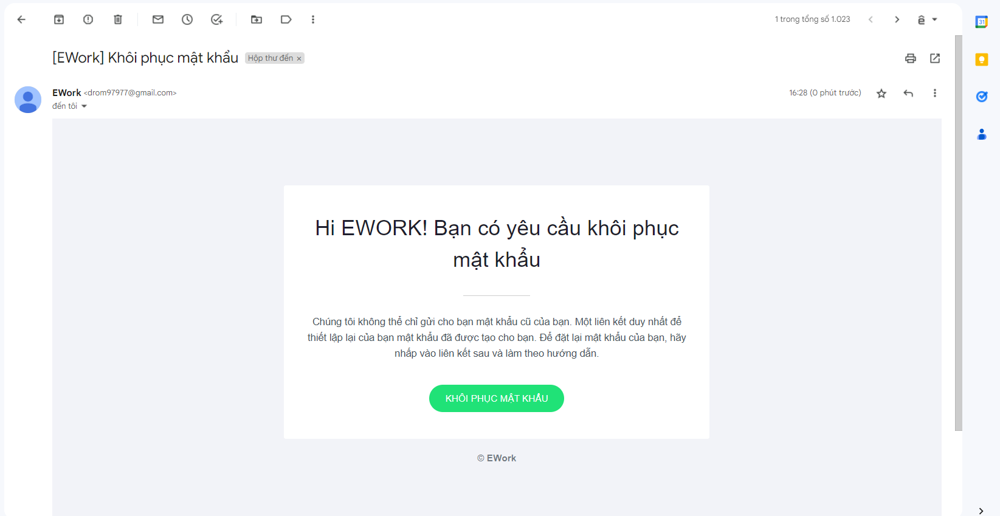 1 trong tổng số 1.023
31
[EWork] Khôi phục mật khẩu Hộp thư đến ×
EWork <drom97977@gmail.com> 16:28 (0 phút trước)
đến tôi
Hi EWORK! Bạn có yêu cầu khôi phục
mật khẩu
Chúng tôi không thể chỉ gửi cho bạn mật khẩu cũ của bạn. Một liên kết duy nhất để
thiết lập lại của bạn mật khẩu đã được tạo cho bạn. Để đặt lại mật khẩu của bạn, hãy
nhấp vào liên kết sau và làm theo hướng dẫn.
KHÔI PHỤC MẬT KHẨU
© EWork